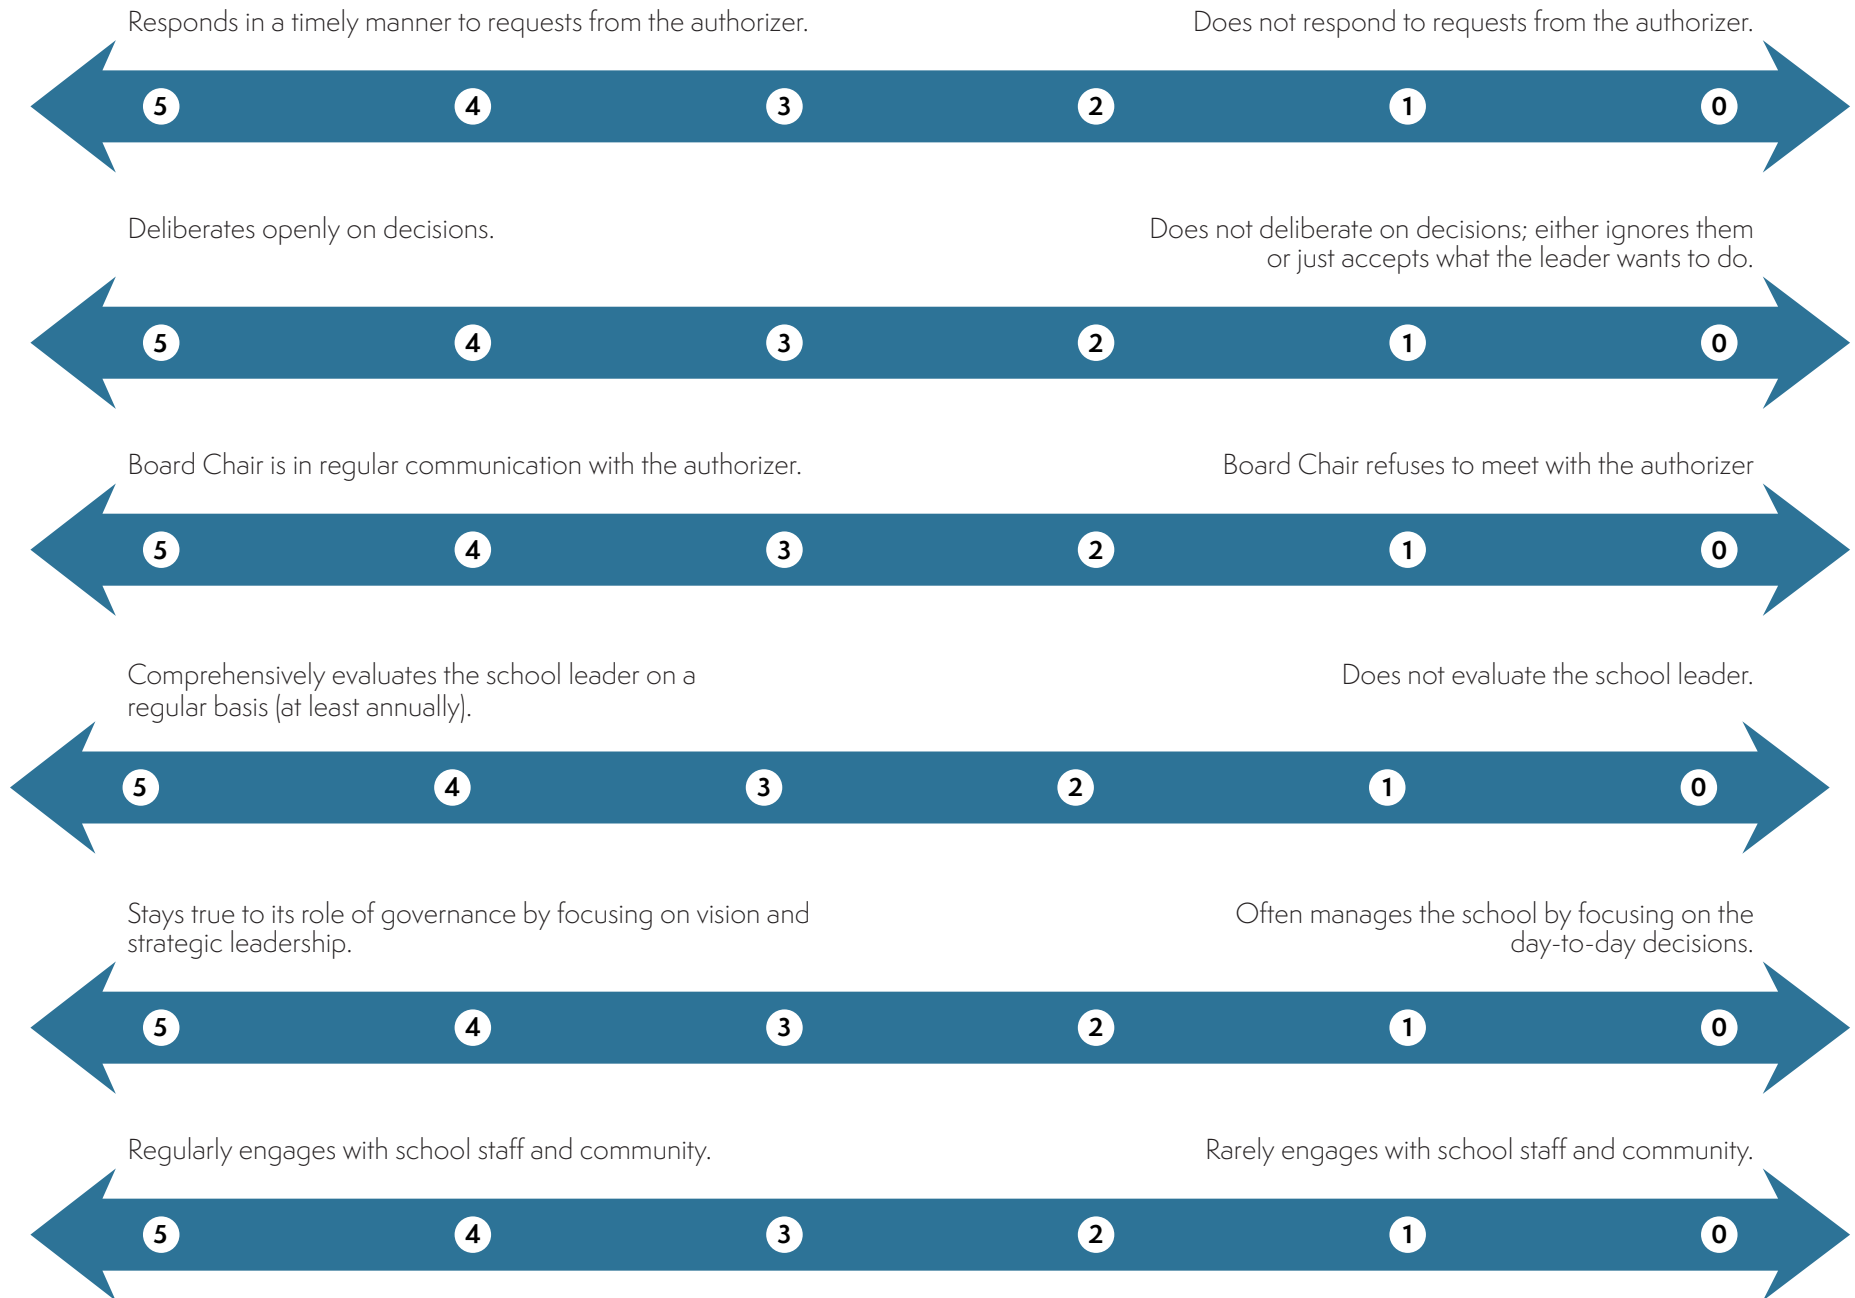 Responds in a timely manner to requests from the authorizer.
Does not respond to requests from the authorizer.
5 4 3 2 1 0
Deliberates openly on decisions.
Does not deliberate on decisions; either ignores them
or just accepts what the leader wants to do.
5 4 3 2 1 0
Board Chair is in regular communication with the authorizer.
Board Chair refuses to meet with the authorizer
5 4 3 2 1 0
Comprehensively evaluates the school leader on a
regular basis (at least annually).
Does not evaluate the school leader.
5 4 3 2 1 0
Stays true to its role of governance by focusing on vision and
strategic leadership.
Often manages the school by focusing on the
day-to-day decisions.
5 4 3 2 1 0
Regularly engages with school staff and community.
Rarely engages with school staff and community.
5 4 3 2 1 0